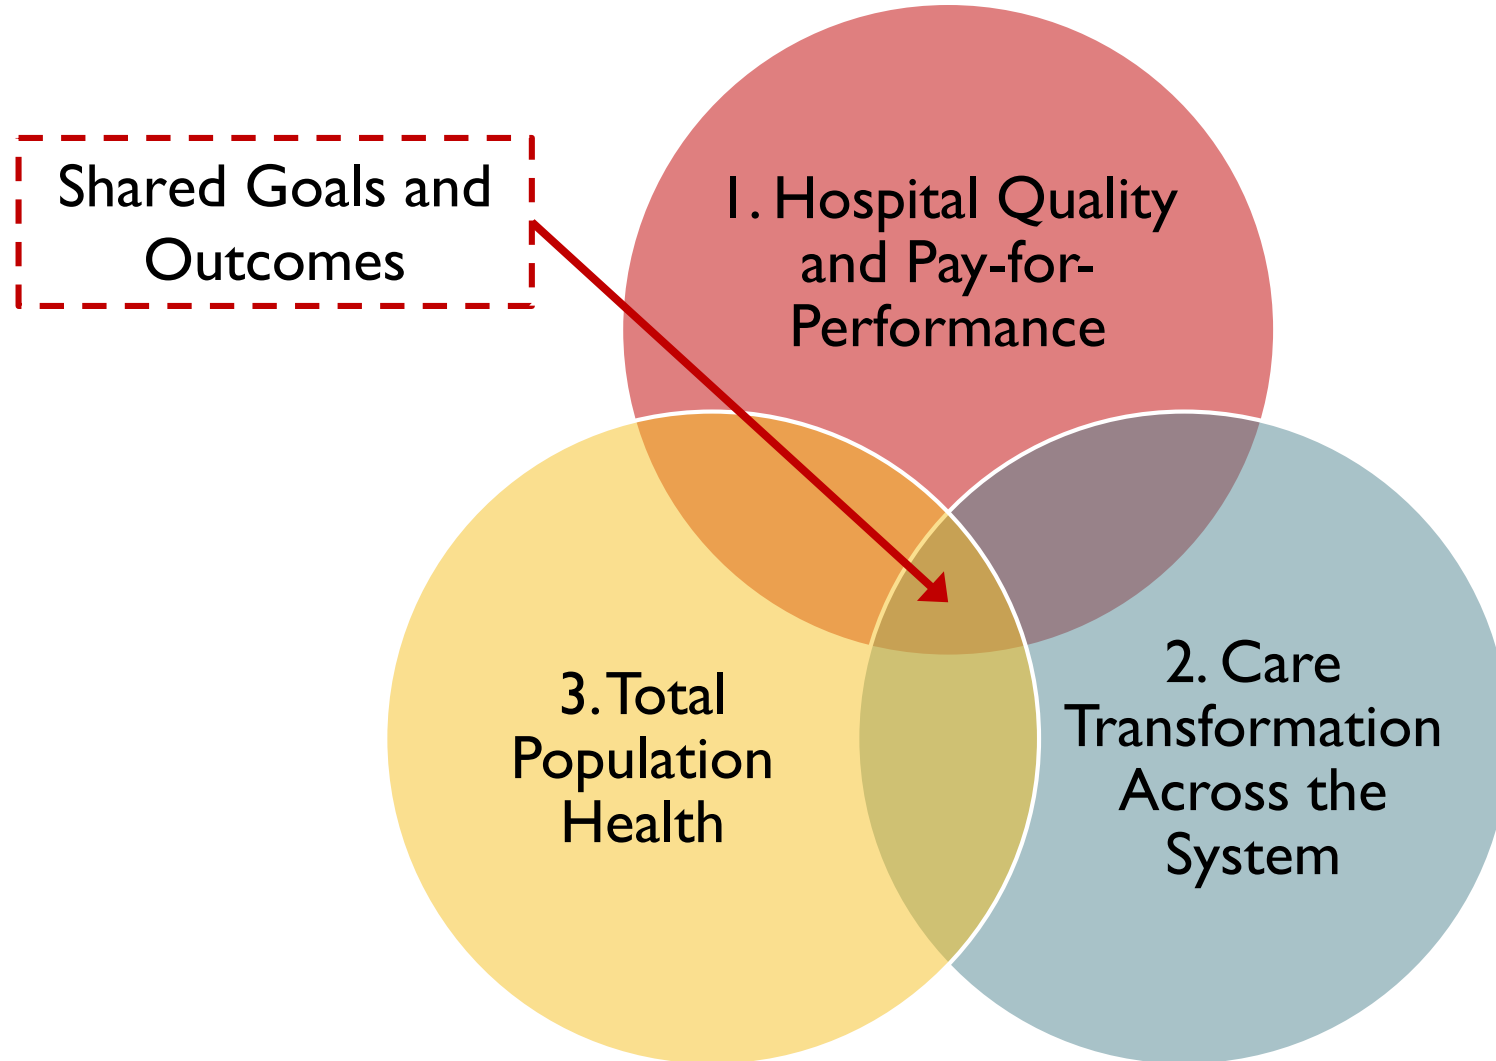 Shared Goals and
Outcomes
1. Hospital Quality
and Pay-for-
Performance
2. Care
Transformation
Across the
System
3. Total
Population
Health